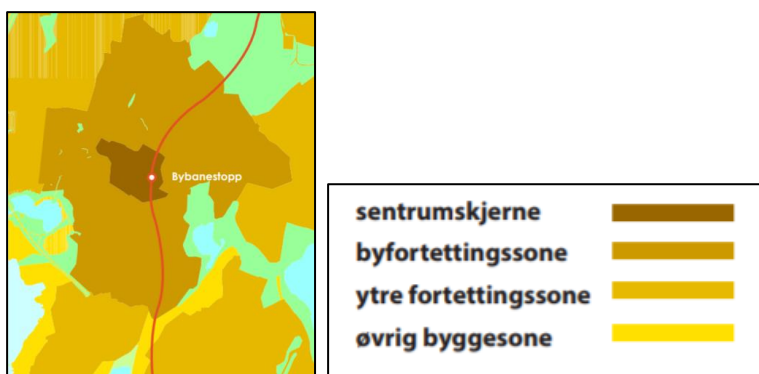 Bybanestopp
sentrumskjerne
byfortettingssone
ytre fortettingssone
øvrig byggesone